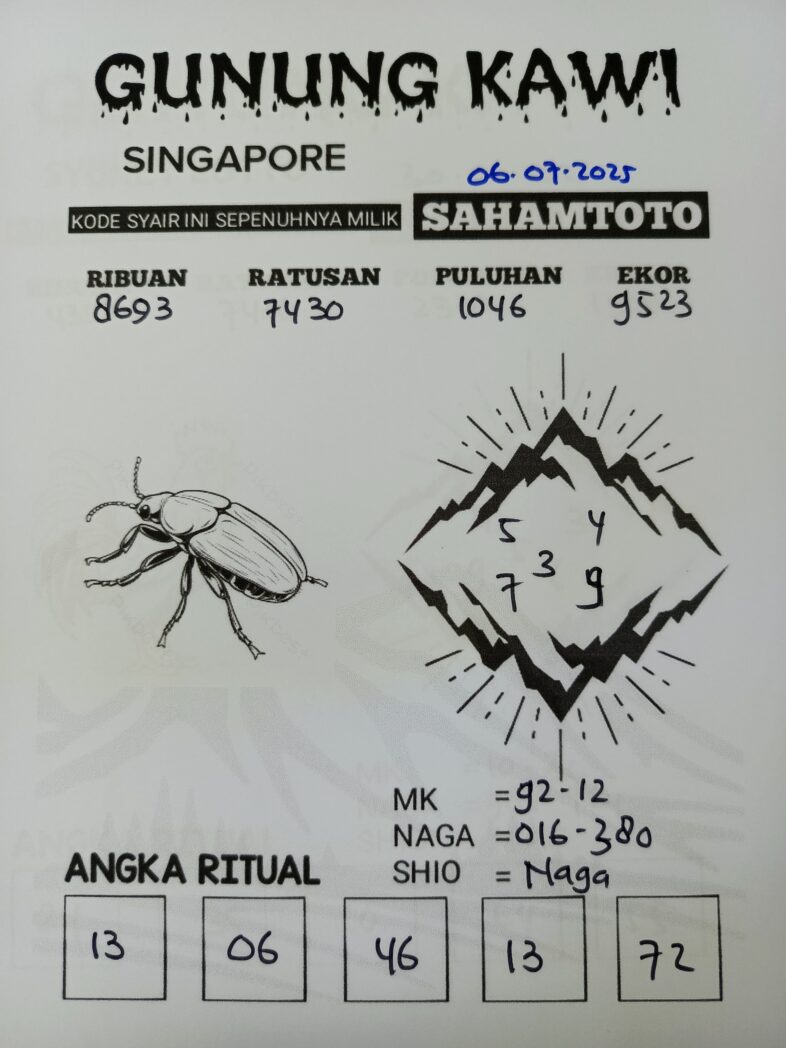 GUNUNG KAWI
SINGAPORE
06.07.2025
KODE SYAIR INI SEPENUHNYA MILIK SAHAMTOTO
RIBUAN RATUSAN PULUHAN EKOR
8693 7430 1046 9523
5 4
3
7 9
MK = 92-12
NAGA = 016-380
SHIO = Naga
ANGKA RITUAL
13 06 46 13 72